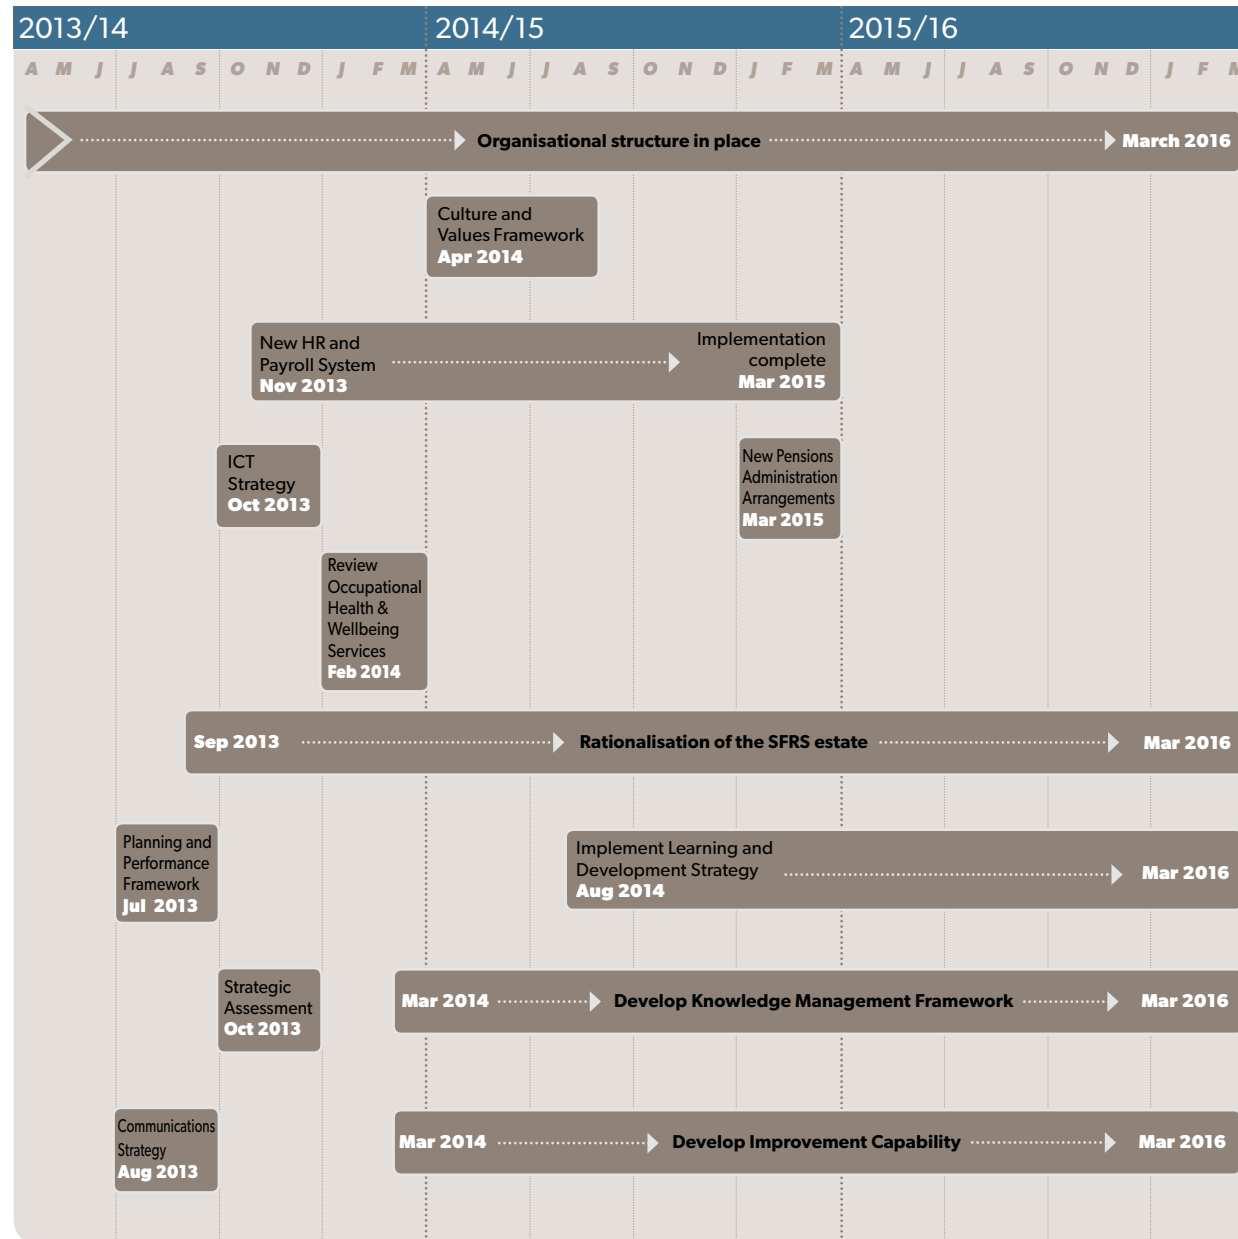 2013/14 2014/15 2015/16
A M J J A S O N D J F M A M J J A S O N D J F M A M J J A S O N D J F M
Organisational structure in place March 2016
Culture and
Values Framework
Apr 2014
New HR and
Payroll System
Nov 2013
Implementation
complete
Mar 2015
ICT
Strategy
Oct 2013
New Pensions
Administration
Arrangements
Mar 2015
Review
Occupational
Health &
Wellbeing
Services
Feb 2014
Sep 2013 Rationalisation of the SFRS estate Mar 2016
Planning and
Performance
Framework
Jul 2013
Implement Learning and
Development Strategy
Aug 2014
Mar 2016
Strategic
Assessment
Oct 2013
Mar 2014 Develop Knowledge Management Framework Mar 2016
Communications
Strategy
Aug 2013
Mar 2014 Develop Improvement Capability Mar 2016